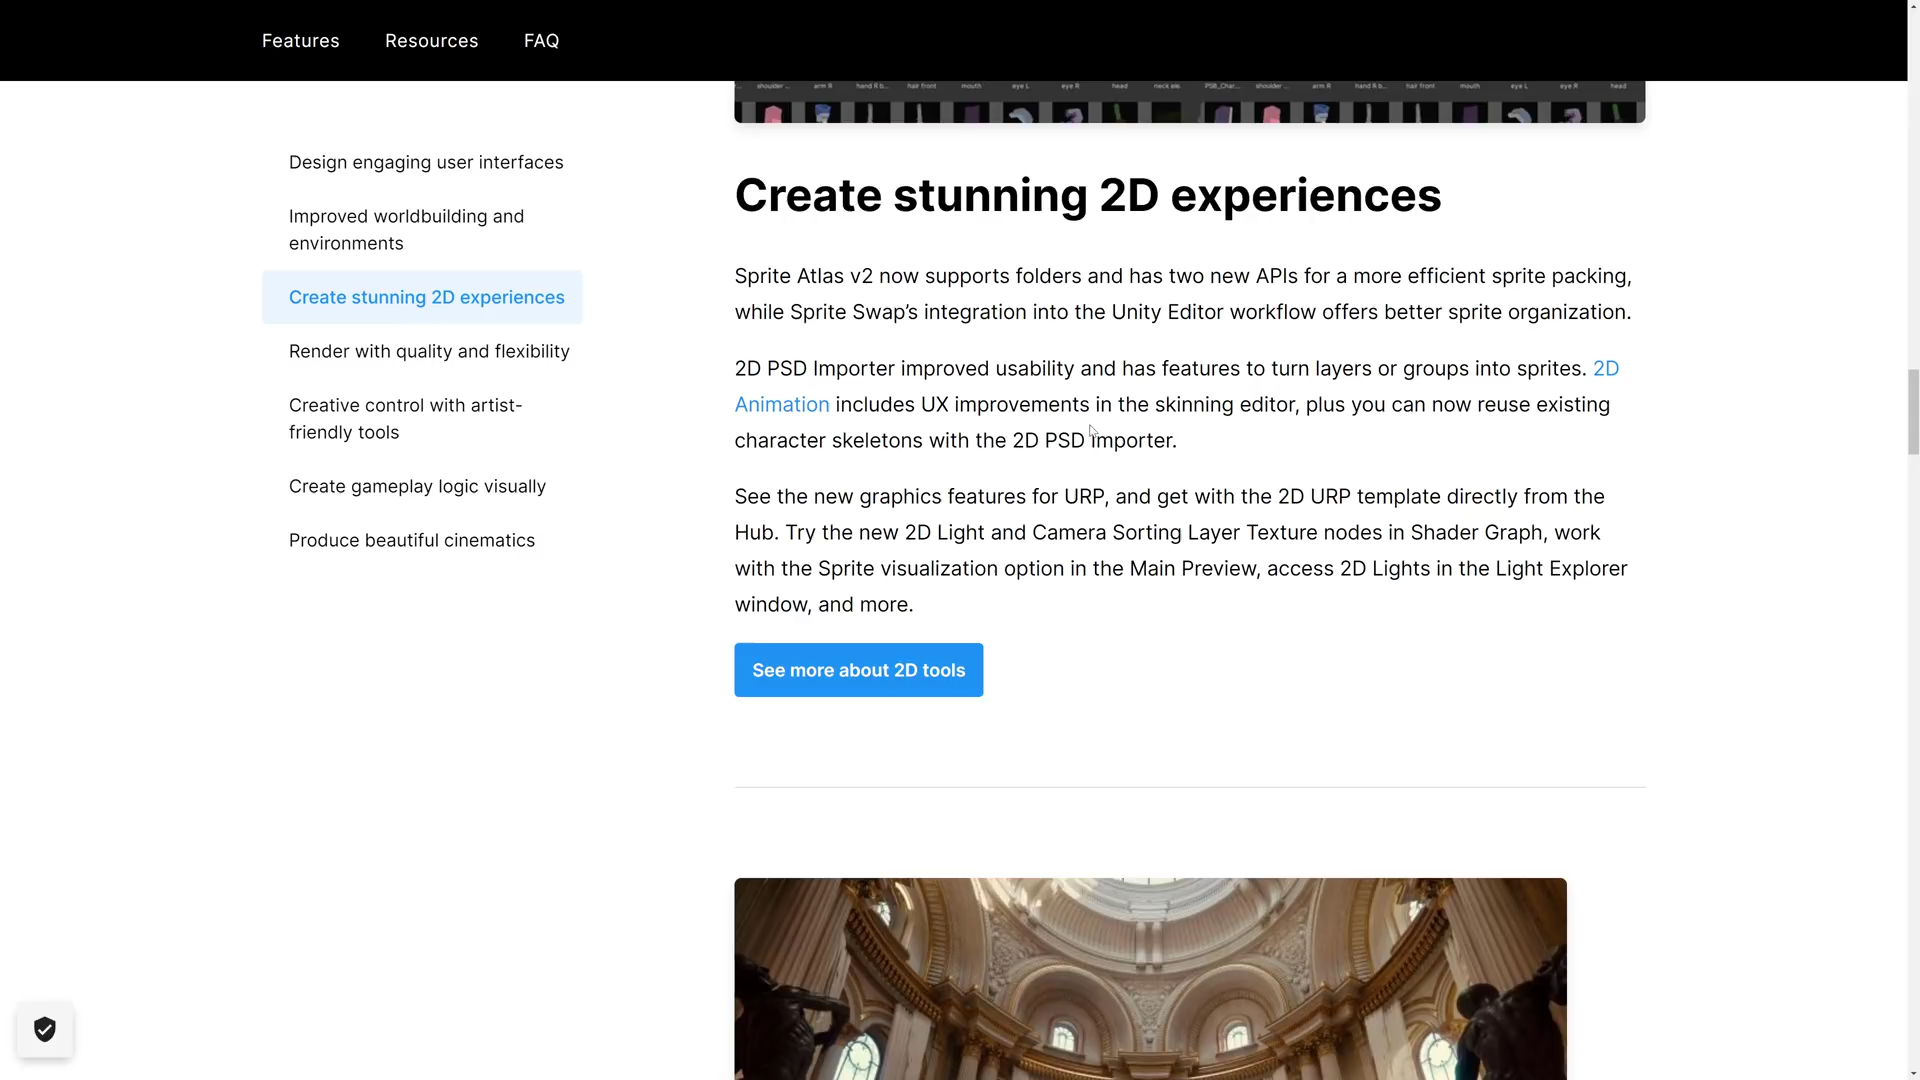 Features
Resources
FAQ
shoulder ...
arm R
hand R b...
hair front
mouth
eye L
eye R
head
neck ele
PSB_Char...
shoulder ...
arm R
hand R b...
hair front
mouth
eye L
eye R
head
Design engaging user interfaces
Improved worldbuilding and
environments
Create stunning 2D experiences
Render with quality and flexibility
Creative control with artist-
friendly tools
Create gameplay logic visually
Produce beautiful cinematics
Create stunning 2D experiences
Sprite Atlas v2 now supports folders and has two new APIs for a more efficient sprite packing,
while Sprite Swap’s integration into the Unity Editor workflow offers better sprite organization.
2D PSD Importer improved usability and has features to turn layers or groups into sprites. 2D
Animation includes UX improvements in the skinning editor, plus you can now reuse existing
character skeletons with the 2D PSD Importer.
See the new graphics features for URP, and get with the 2D URP template directly from the
Hub. Try the new 2D Light and Camera Sorting Layer Texture nodes in Shader Graph, work
with the Sprite visualization option in the Main Preview, access 2D Lights in the Light Explorer
window, and more.
See more about 2D tools